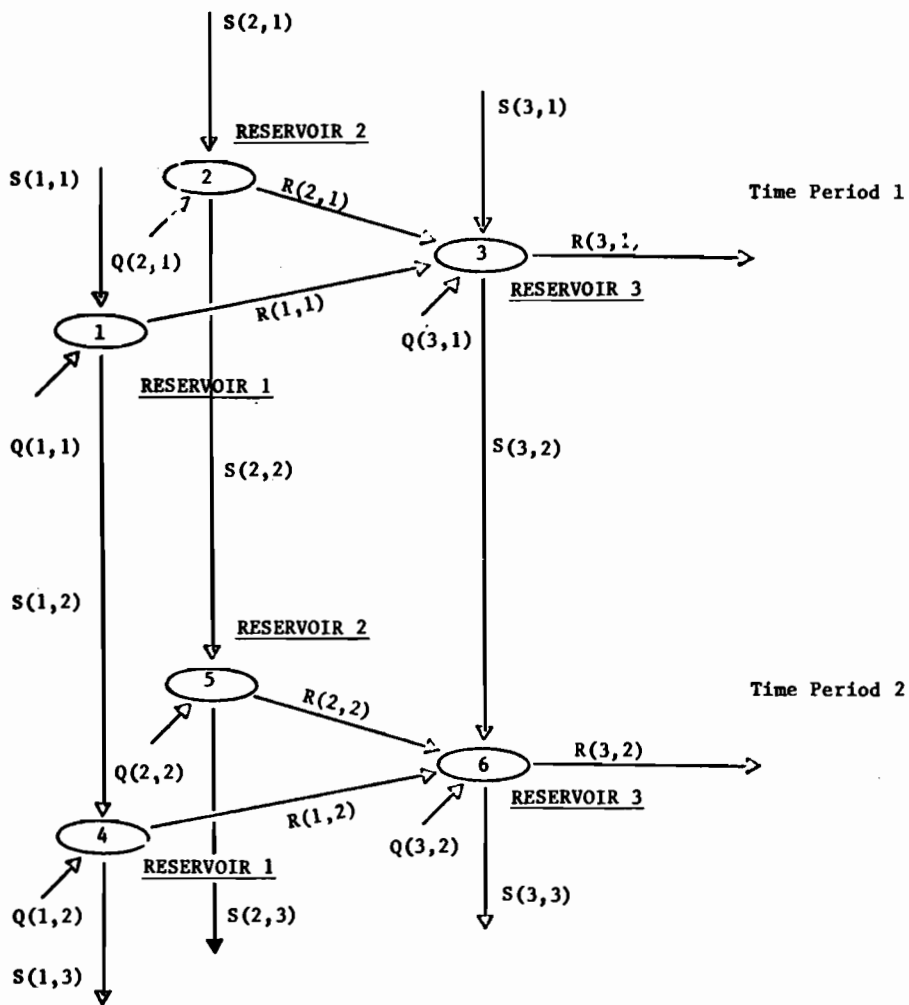 S(2,1)
S(3,1)
RESERVOIR 2
S(1,1)
2
R(2,1)
Time Period 1
Q(2,1)
3
R(3,1,
R(1,1)
RESERVOIR 3
1
Q(3,1)
RESERVOIR 1
Q(1,1)
S(2,2)
S(3,2)
S(1,2)
RESERVOIR 2
5
R(2,2)
Time Period 2
Q(2,2)
6
R(3,2)
R(1,2)
RESERVOIR 3
4
Q(3,2)
RESERVOIR 1
Q(1,2)
S(2,3)
S(3,3)
S(1,3)